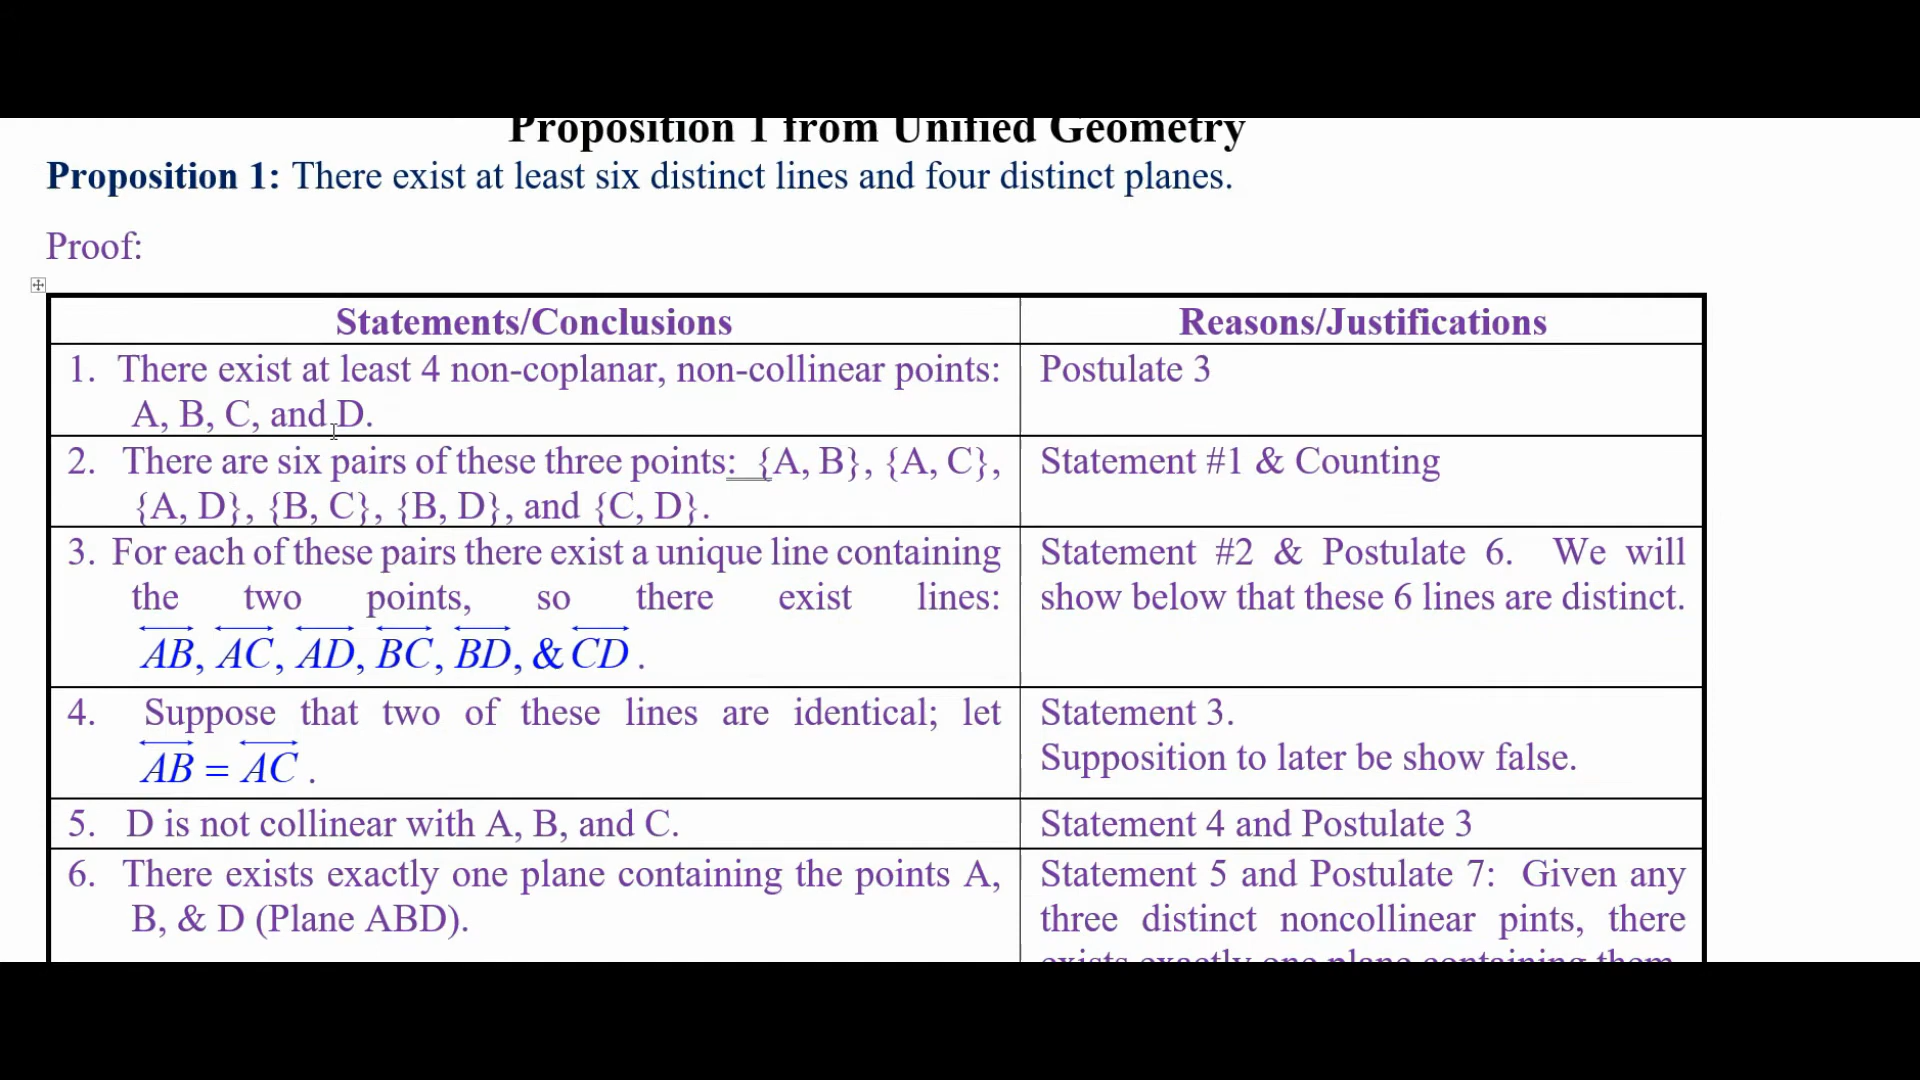 Proposition 1 from Unified Geometry
Proposition 1: There exist at least six distinct lines and four distinct planes.
Proof:
Statements/Conclusions
Reasons/Justifications
1. There exist at least 4 non-coplanar, non-collinear points:
A, B, C, and D.
Postulate 3
2. There are six pairs of these three points: {A, B}, {A, C},
{A, D}, {B, C}, {B, D}, and {C, D}.
Statement #1 & Counting
3. For each of these pairs there exist a unique line containing
the two points, so there exist lines:
AB, AC, AD, BC, BD, & CD .
Statement #2 & Postulate 6. We will
show below that these 6 lines are distinct.
4. Suppose that two of these lines are identical; let
AB = AC .
Statement 3.
Supposition to later be show false.
5. D is not collinear with A, B, and C.
Statement 4 and Postulate 3
6. There exists exactly one plane containing the points A,
B, & D (Plane ABD).
Statement 5 and Postulate 7: Given any
three distinct noncollinear pints, there
exists exactly one plane containing them.